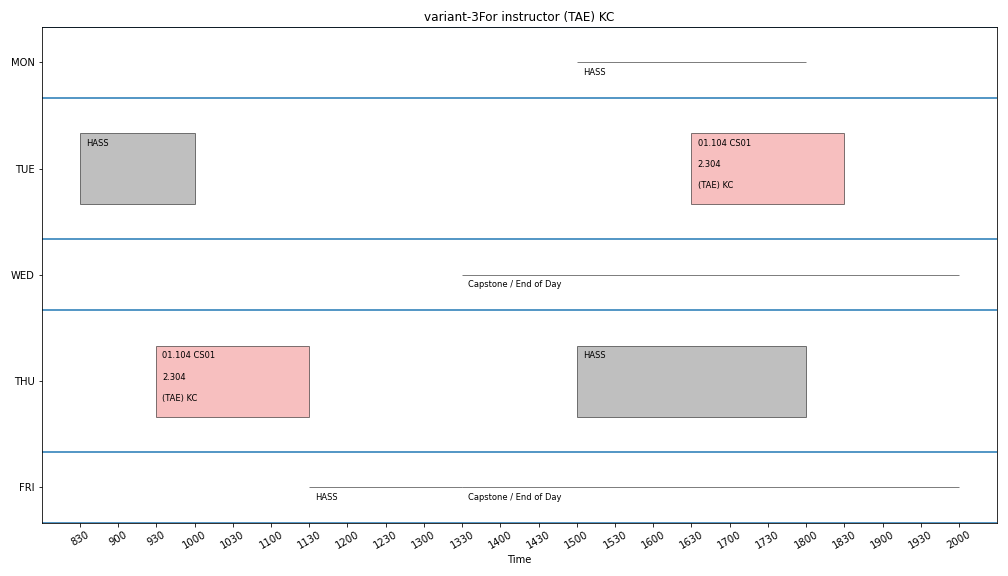 variant-3For instructor (TAE) KC
MON
HASS
TUE
HASS
01.104 CS01
2.304
(TAE) KC
WED
Capstone / End of Day
THU
01.104 CS01
2.304
(TAE) KC
HASS
FRI
HASS
Capstone / End of Day
830 900 930 1000 1030 1100 1130 1200 1230 1300 1330 1400 1430 1500 1530 1600 1630 1700 1730 1800 1830 1900 1930 2000
Time